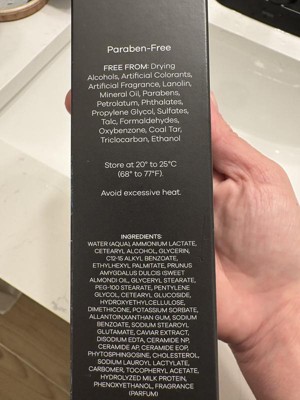 Paraben-Free
FREE FROM: Drying
Alcohols, Artificial Colorants,
Artificial Fragrance, Lanolin,
Mineral Oil, Parabens,
Petrolatum, Phthalates,
Propylene Glycol, Sulfates,
Talc, Formaldehydes,
Oxybenzone, Coal Tar,
Triclocarban, Ethanol
Store at 20° to 25°C
(68° to 77°F).
Avoid excessive heat.
INGREDIENTS:
WATER (AQUA), AMMONIUM LACTATE,
CETEARYL ALCOHOL, GLYCERIN,
C12-15 ALKYL BENZOATE,
ETHYLHEXYL PALMITATE, PRUNUS
AMYGDALUS DULCIS (SWEET
ALMOND) OIL, GLYCERYL STEARATE,
PEG-100 STEARATE, PENTYLENE
GLYCOL, CETEARYL GLUCOSIDE,
HYDROXYETHYLCELLULOSE,
DIMETHICONE, POTASSIUM SORBATE,
ALLANTOIN, XANTHAN GUM, SODIUM
BENZOATE, SODIUM STEAROYL
GLUTAMATE, CAVIAR EXTRACT,
DISODIUM EDTA, CERAMIDE NP,
CERAMIDE AP, CERAMIDE EOP,
PHYTOSPHINGOSINE, CHOLESTEROL,
SODIUM LAUROYL LACTYLATE,
CARBOMER, TOCOPHERYL ACETATE,
HYDROLYZED MILK PROTEIN,
PHENOXYETHANOL, FRAGRANCE
(PARFUM)